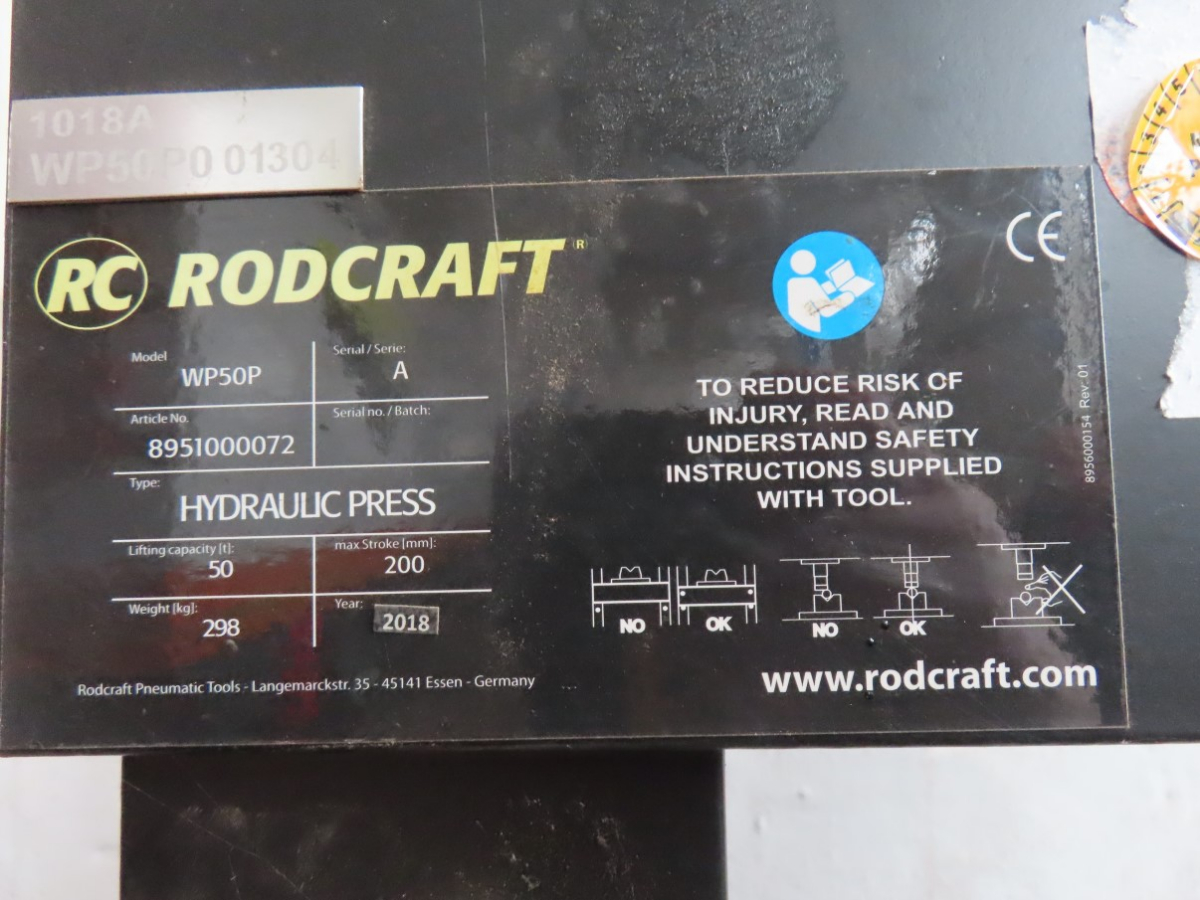 1018A
WP50P0 01304
RC RODCRAFT (R)
CE
Model
WP50P
Serial / Serie:
A
Article No.
8951000072
Serial no. / Batch:
Type:
HYDRAULIC PRESS
Lifting capacity [t]:
50
max Stroke [mm]:
200
Weight [kg]:
298
Year:
2018
Rodcraft Pneumatic Tools - Langemarckstr. 35 - 45141 Essen - Germany
TO REDUCE RISK OF
INJURY, READ AND
UNDERSTAND SAFETY
INSTRUCTIONS SUPPLIED
WITH TOOL.
NO OK NO OK
www.rodcraft.com
8956000154 Rev: 01